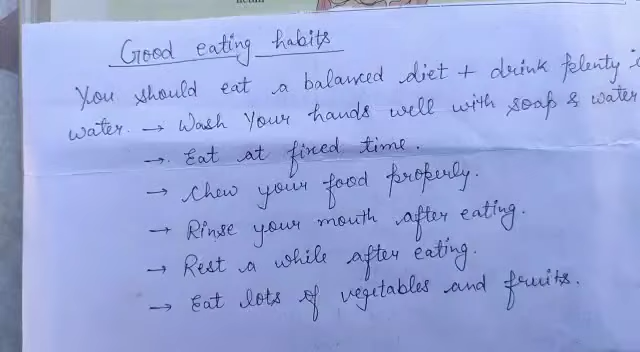 Good eating habits
You should eat a balanced diet + drink plenty
water. → Wash your hands well with soap & water
→ Eat at fixed time.
→ Chew your food properly.
→ Rinse your mouth after eating.
→ Rest a while after eating.
→ Eat lots of vegetables and fruits.